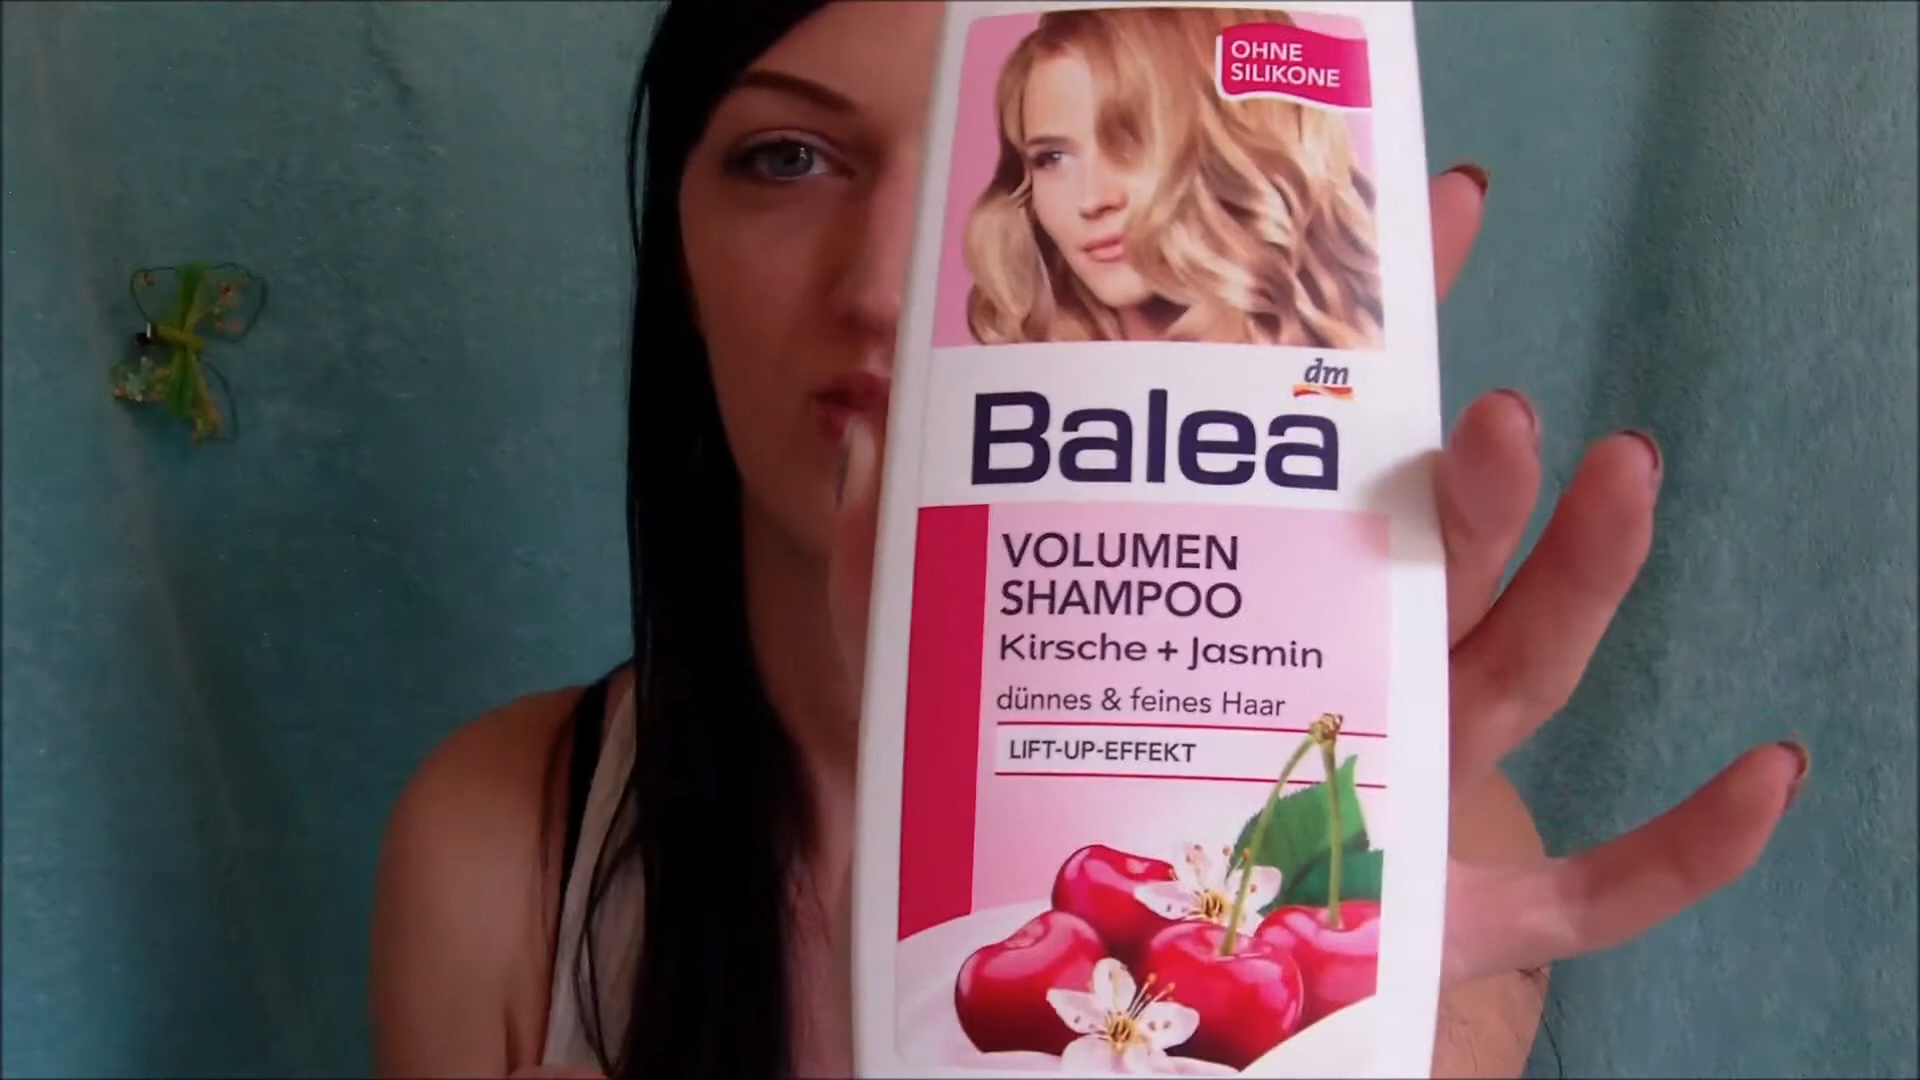 OHNE
SILIKONE
dm
Balea
VOLUMEN
SHAMPOO
Kirsche + Jasmin
dünnes & feines Haar
LIFT-UP-EFFEKT